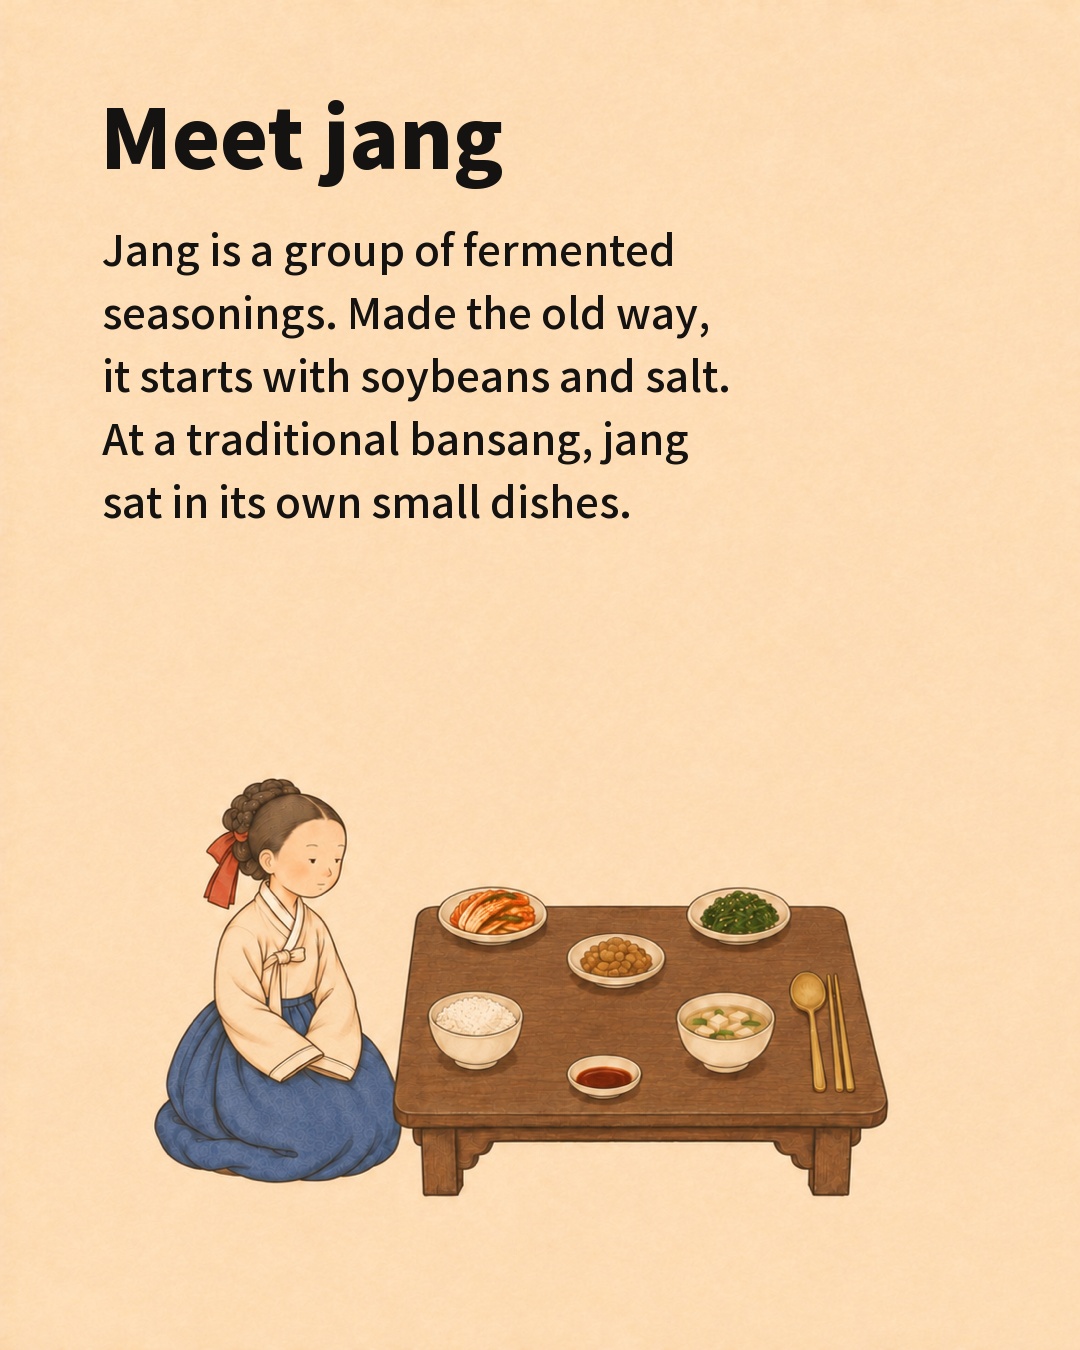 Meet jang
Jang is a group of fermented
seasonings. Made the old way,
it starts with soybeans and salt.
At a traditional bansang, jang
sat in its own small dishes.